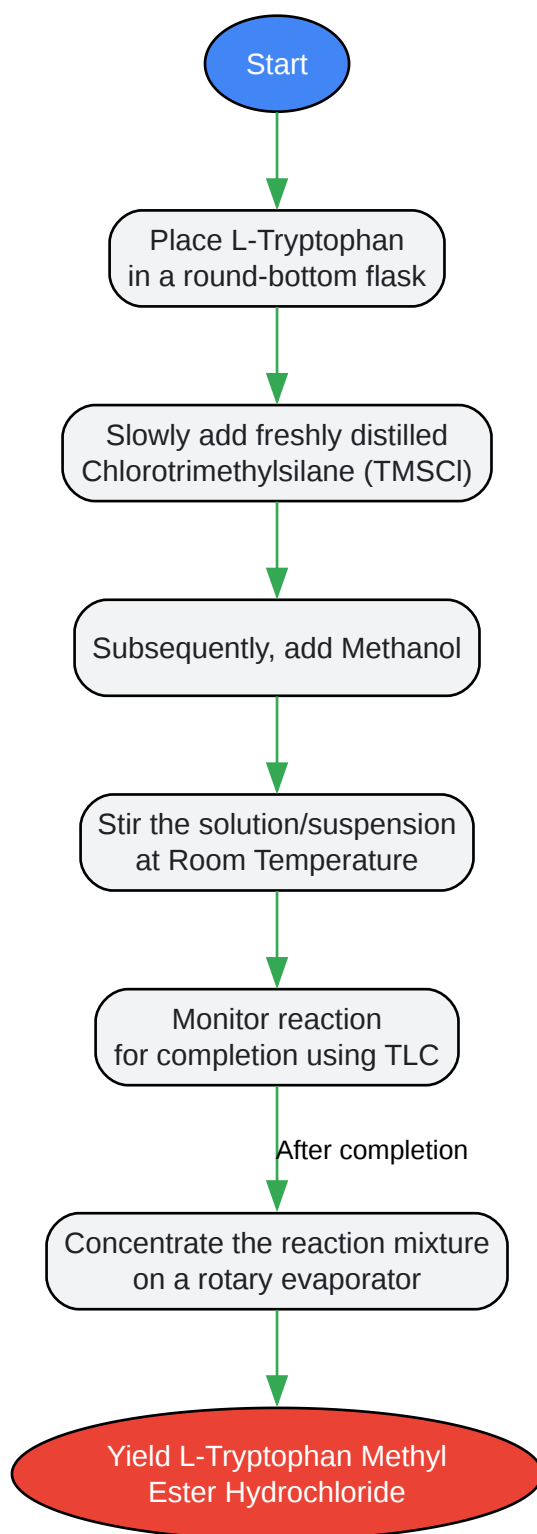 Start
Place L-Tryptophan
in a round-bottom flask
Slowly add freshly distilled
Chlorotrimethylsilane (TMSCl)
Subsequently, add Methanol
Stir the solution/suspension
at Room Temperature
Monitor reaction
for completion using TLC
After completion
Concentrate the reaction mixture
on a rotary evaporator
Yield L-Tryptophan Methyl
Ester Hydrochloride